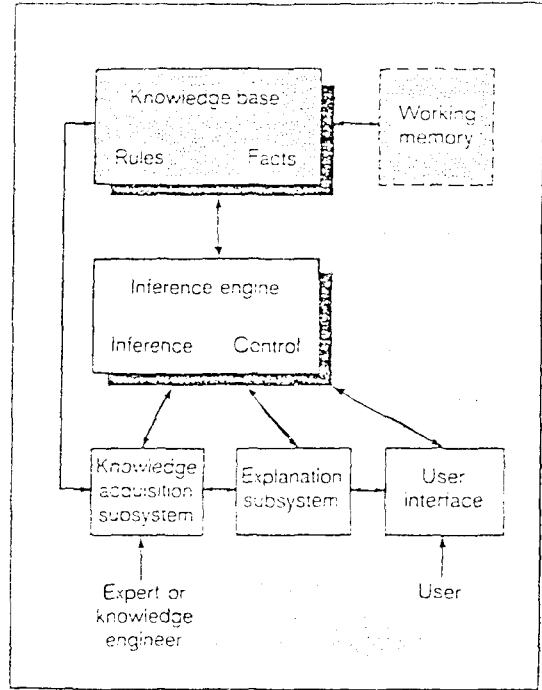 Knowledge base
Rules Facts
Working
memory
Inference engine
Inference Control
Knowledge
acquisition
subsystem
Explanation
subsystem
User
interface
Expert or
knowledge
engineer
User